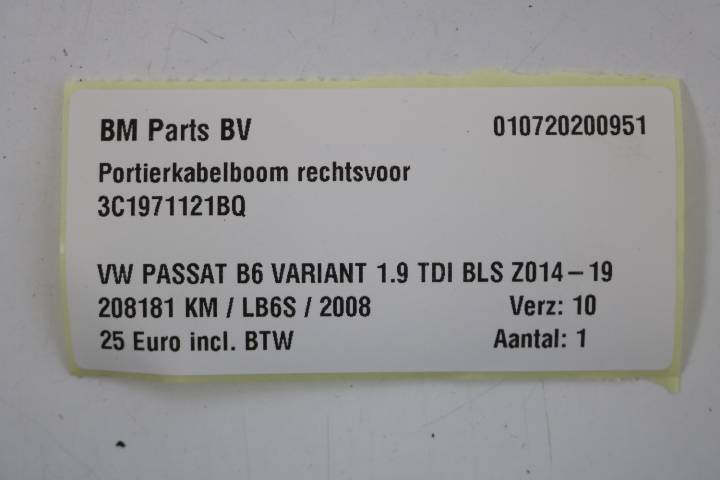 BM Parts BV 010720200951
Portierkabelboom rechtsvoor
3C1971121BQ
VW PASSAT B6 VARIANT 1.9 TDI BLS Z014-19
208181 KM / LB6S / 2008 Verz: 10
25 Euro incl. BTW Aantal: 1